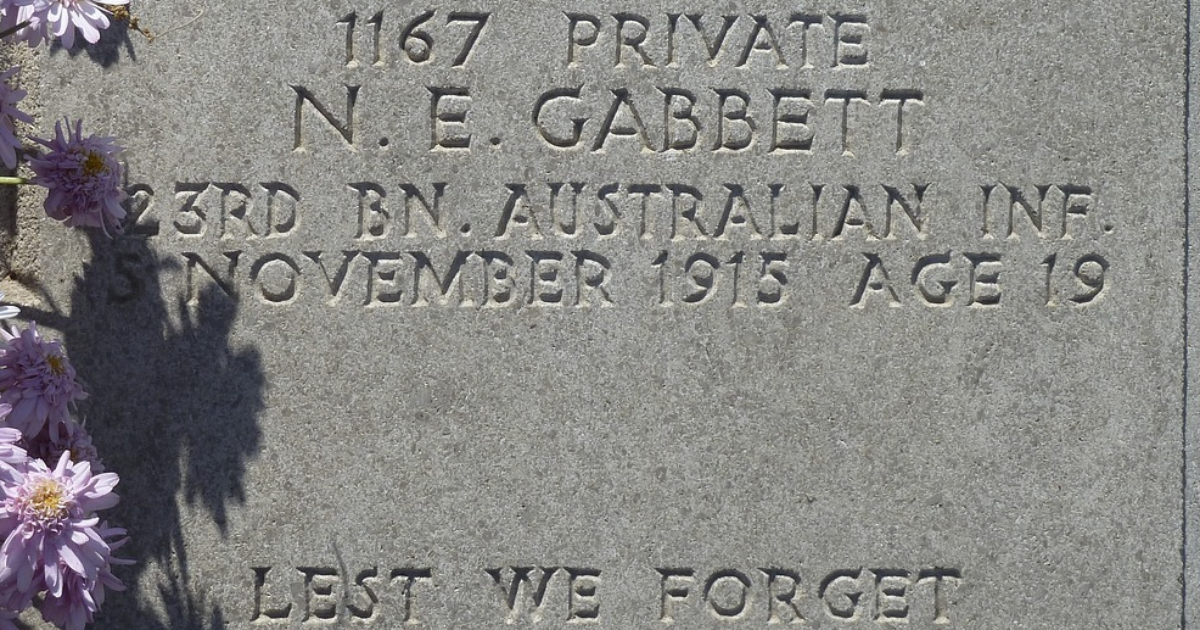 1167 PRIVATE
N. E. GABBETT
23RD BN. AUSTRALIAN INF.
5 NOVEMBER 1915 AGE 19
LEST WE FORGET